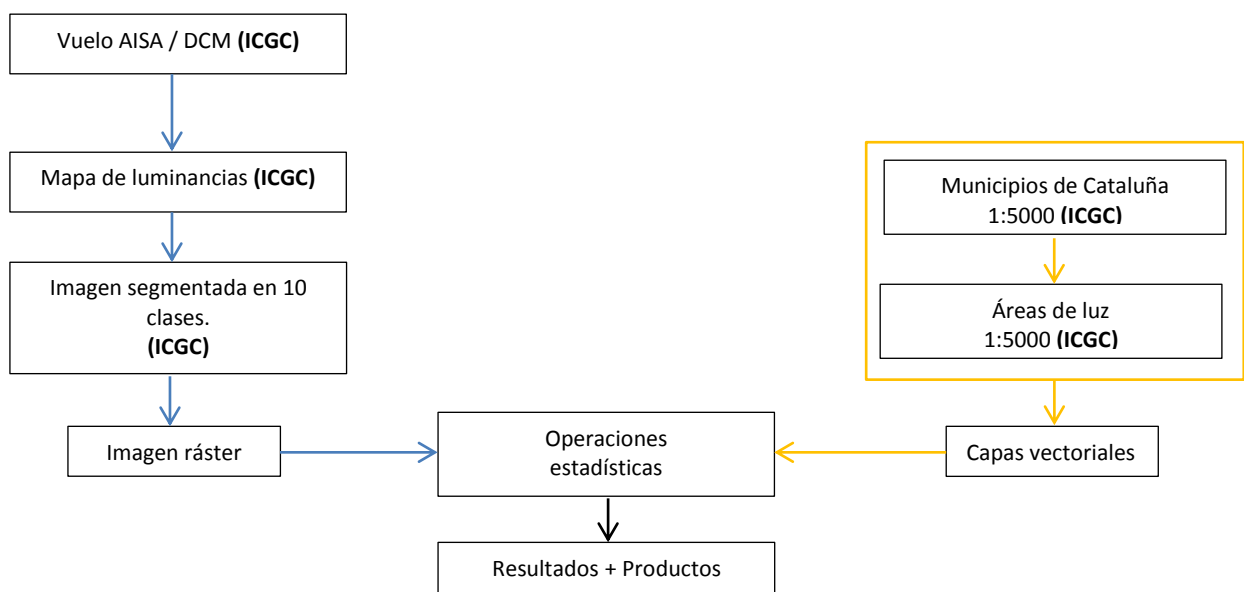 Vuelo AISA / DCM (ICGC)
Mapa de luminancias (ICGC)
Imagen segmentada en 10
clases.
(ICGC)
Imagen ráster
Municipios de Cataluña
1:5000 (ICGC)
Áreas de luz
1:5000 (ICGC)
Capas vectoriales
Operaciones
estadísticas
Resultados + Productos